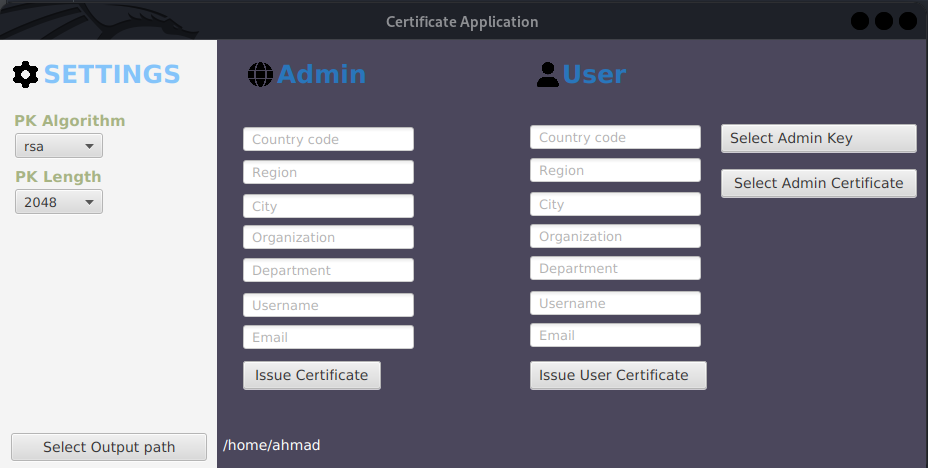 Certificate Application
SETTINGS
PK Algorithm
rsa
PK Length
2048
Select Output path
Admin
Country code
Region
City
Organization
Department
Username
Email
Issue Certificate
/home/ahmad
User
Country code
Region
City
Organization
Department
Username
Email
Issue User Certificate
Select Admin Key
Select Admin Certificate